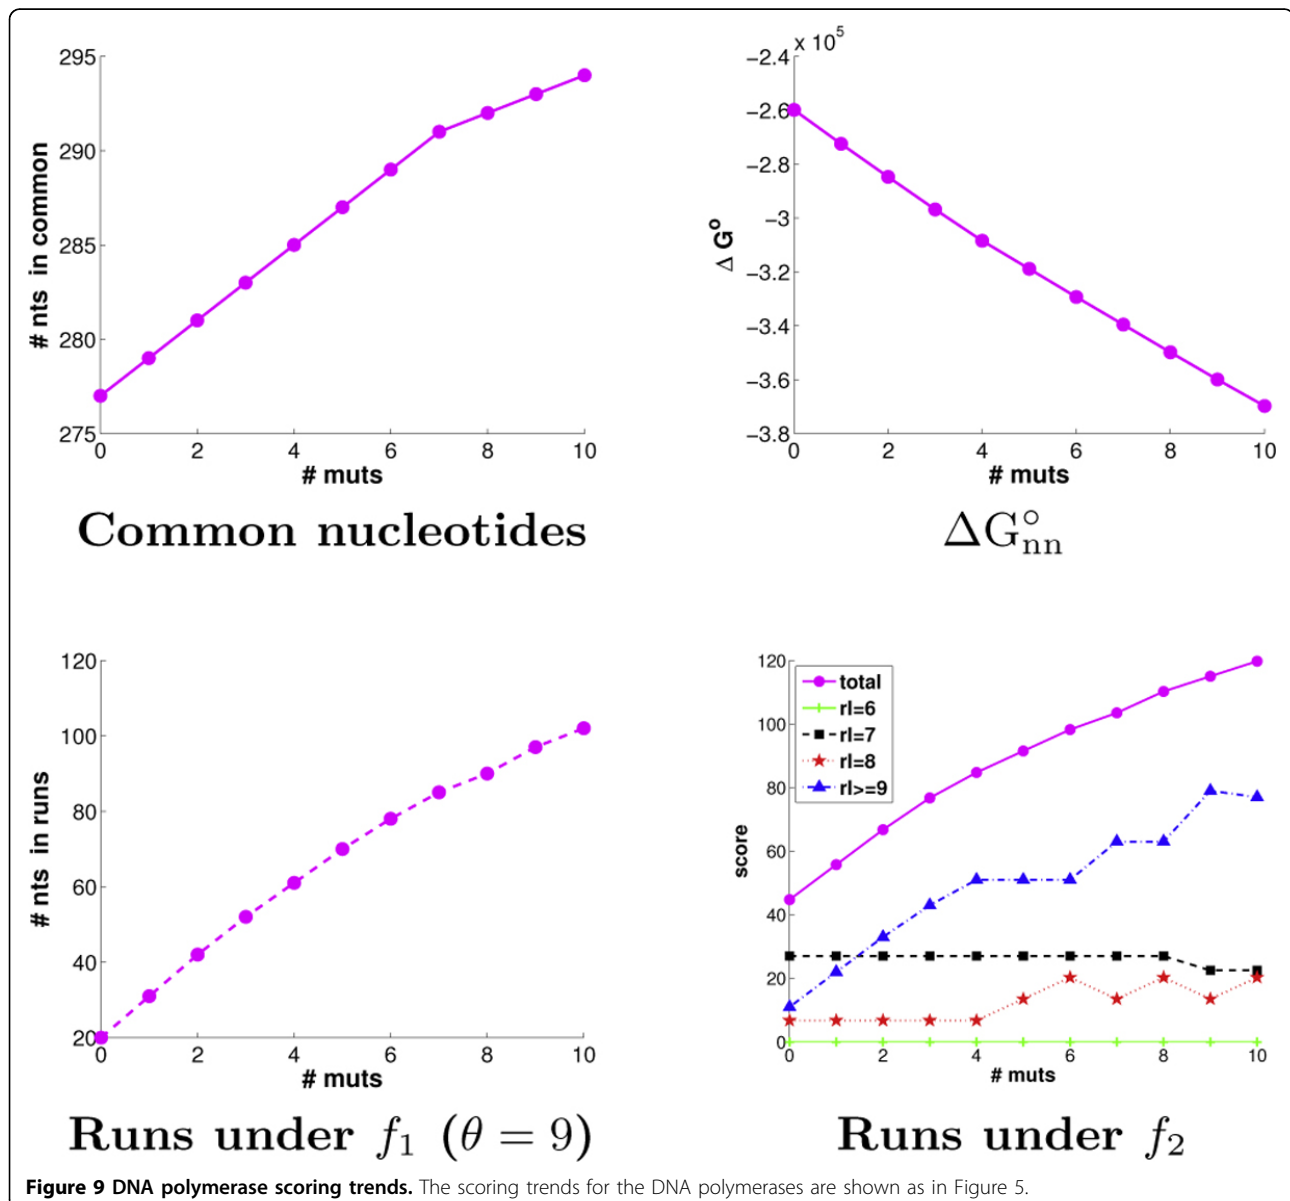 295
290
285
280
275
# nts in common
0 2 4 6 8 10
# muts
Common nucleotides
x 10^5
−2.4
−2.6
−2.8
−3
−3.2
−3.4
−3.6
−3.8
Δ G^o
0 2 4 6 8 10
# muts
ΔG°nn
120
100
80
60
40
20
# nts in runs
0 2 4 6 8 10
# muts
Runs under f1 (θ = 9)
120
100
80
60
40
20
0
score
total
rl=6
rl=7
rl=8
rl>=9
0 2 4 6 8 10
# muts
Runs under f2
Figure 9 DNA polymerase scoring trends. The scoring trends for the DNA polymerases are shown as in Figure 5.